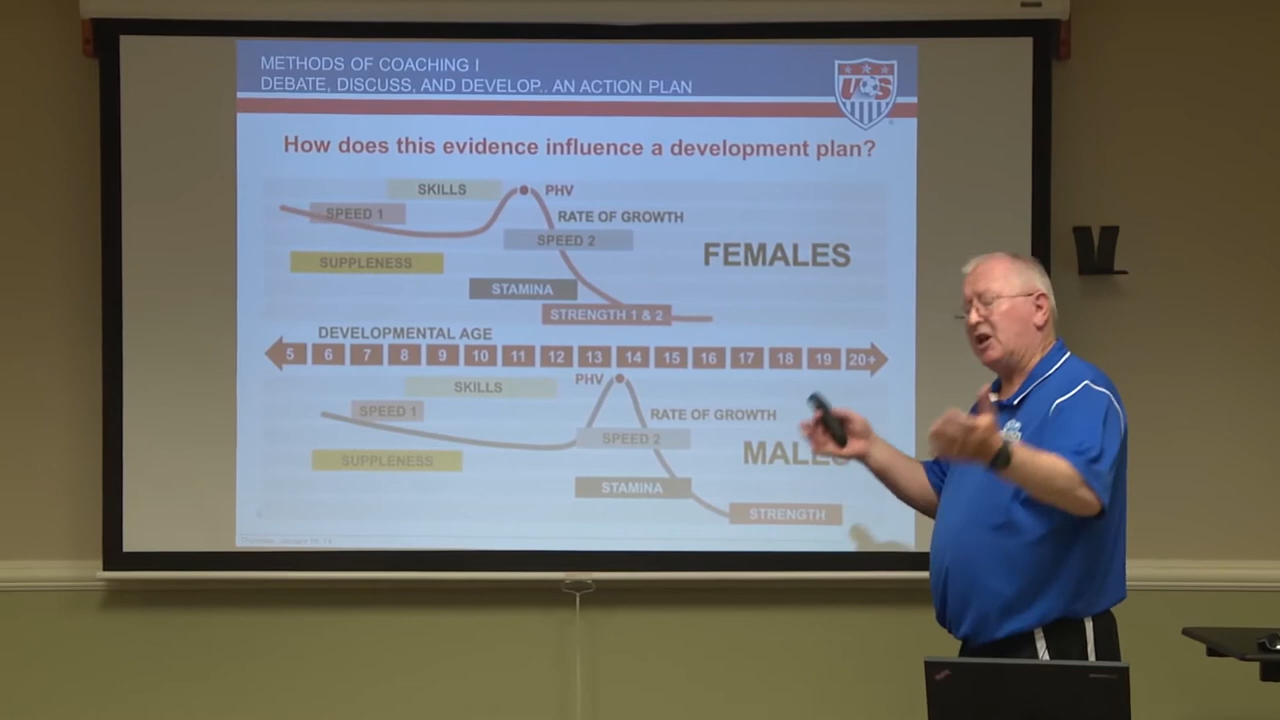 METHODS OF COACHING I
DEBATE, DISCUSS, AND DEVELOP.. AN ACTION PLAN
US
How does this evidence influence a development plan?
SKILLS
PHV
SPEED 1
RATE OF GROWTH
SPEED 2
FEMALES
SUPPLENESS
STAMINA
STRENGTH 1 & 2
DEVELOPMENTAL AGE
5 6 7 8 9 10 11 12 13 14 15 16 17 18 19 20+
SKILLS
PHV
SPEED 1
RATE OF GROWTH
SPEED 2
MALES
SUPPLENESS
STAMINA
STRENGTH